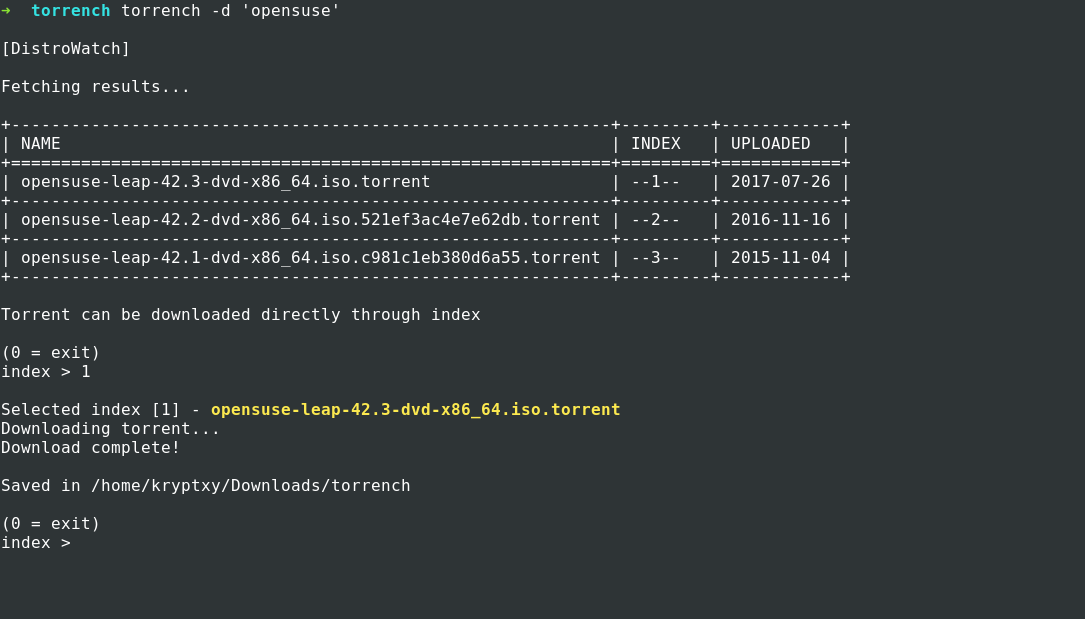 ➜  torrench torrench -d 'opensuse'
[DistroWatch]
Fetching results...
+------------------------------------------------------------+---------+------------+
| NAME                                                       | INDEX   | UPLOADED   |
+============================================================+=========+============+
| opensuse-leap-42.3-dvd-x86_64.iso.torrent                  | --1--   | 2017-07-26 |
+------------------------------------------------------------+---------+------------+
| opensuse-leap-42.2-dvd-x86_64.iso.521ef3ac4e7e62db.torrent | --2--   | 2016-11-16 |
+------------------------------------------------------------+---------+------------+
| opensuse-leap-42.1-dvd-x86_64.iso.c981c1eb380d6a55.torrent | --3--   | 2015-11-04 |
+------------------------------------------------------------+---------+------------+
Torrent can be downloaded directly through index
(0 = exit)
index > 1
Selected index [1] - opensuse-leap-42.3-dvd-x86_64.iso.torrent
Downloading torrent...
Download complete!
Saved in /home/kryptxy/Downloads/torrench
(0 = exit)
index >